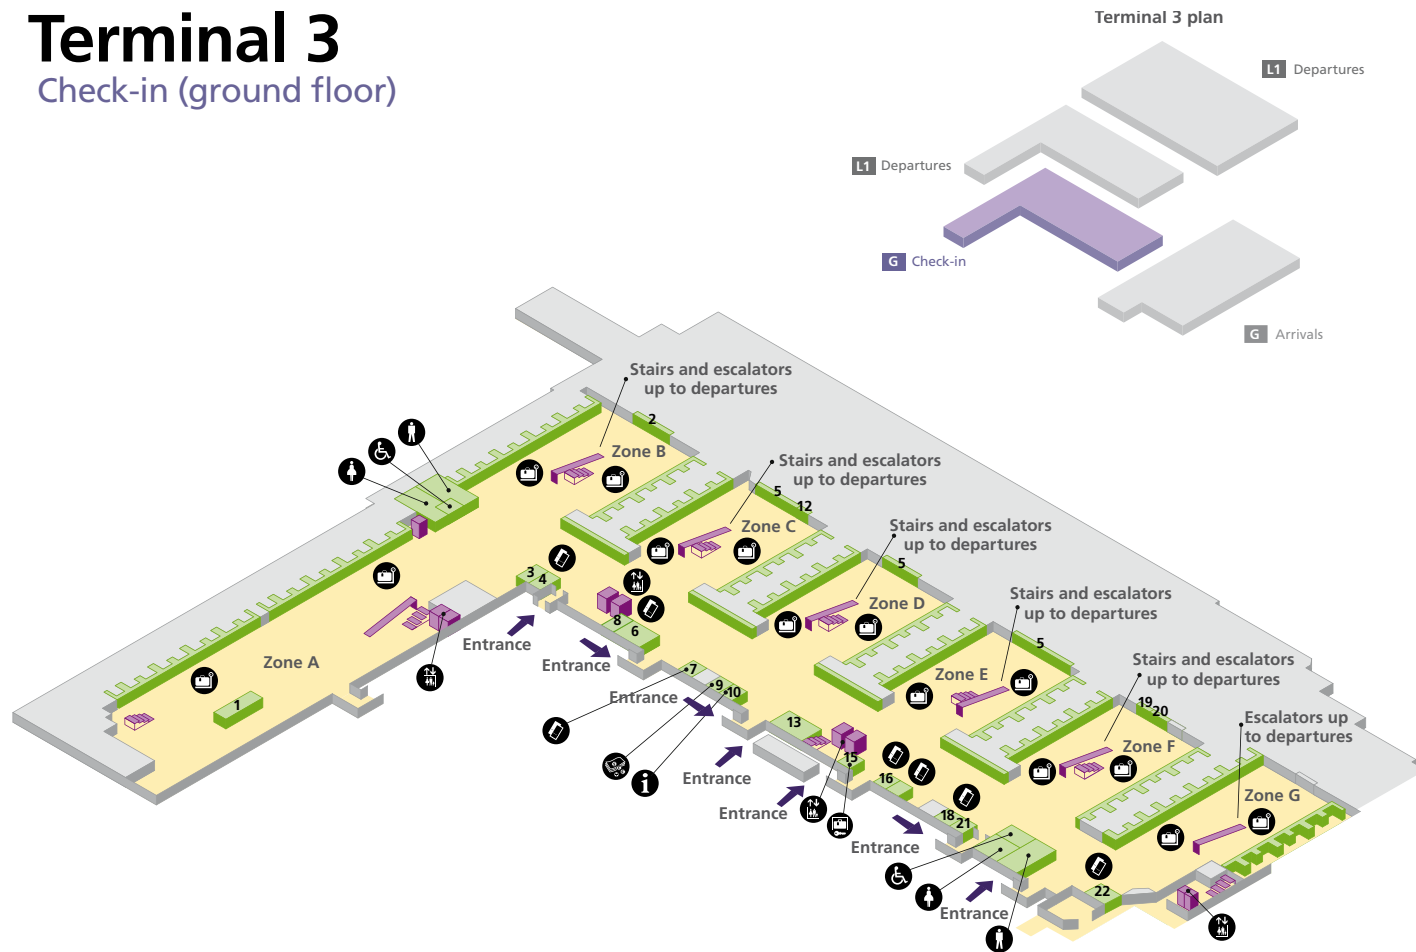 Terminal 3
Check-in (ground floor)
Terminal 3 plan
L1 Departures
L1 Departures
G Check-in
G Arrivals
Stairs and escalators
up to departures
2
Zone B
Stairs and escalators
up to departures
5
12
Zone C
Stairs and escalators
up to departures
5
Zone D
Stairs and escalators
up to departures
5
Zone E
Stairs and escalators
up to departures
19
20
Zone F
Escalators up
to departures
Zone G
3
4
8
6
Entrance
Entrance
Zone A
1
7
9
10
Entrance
13
15
Entrance
16
Entrance
18
21
Entrance
22
Entrance